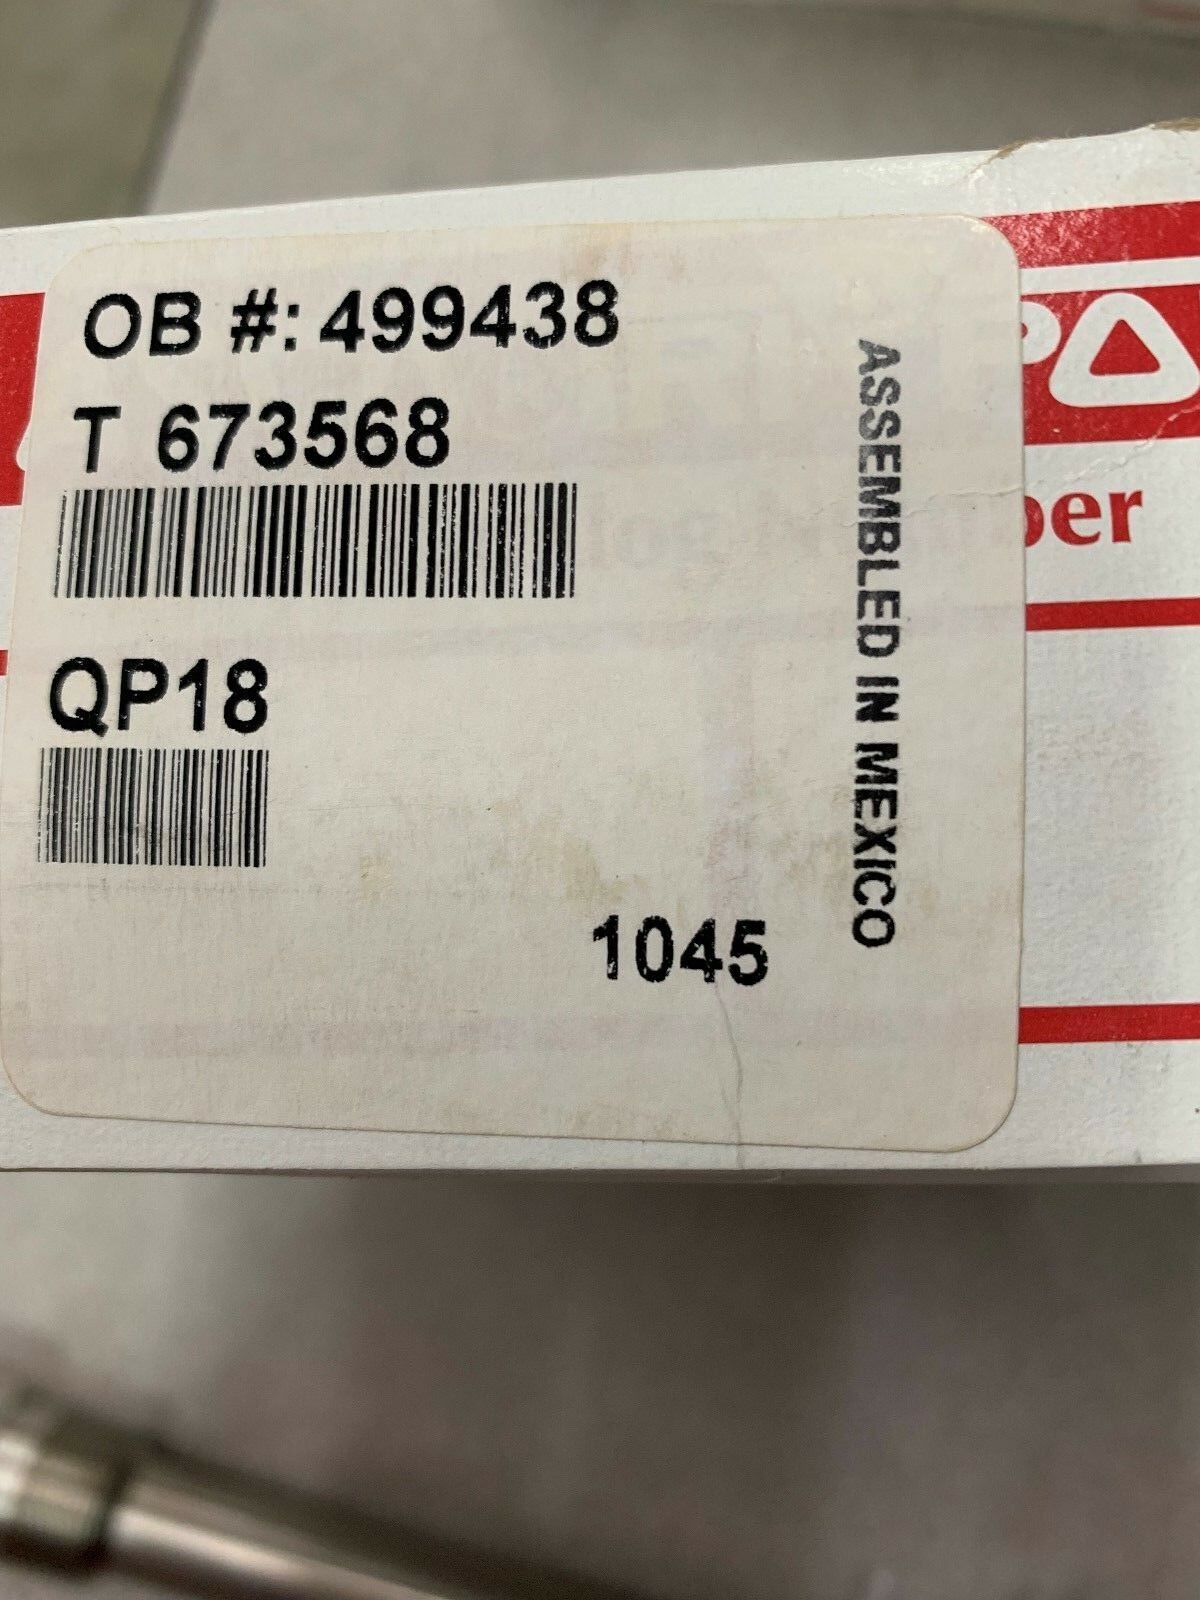 OB #: 499438
T 673568
QP18
1045
ASSEMBLED IN MEXICO